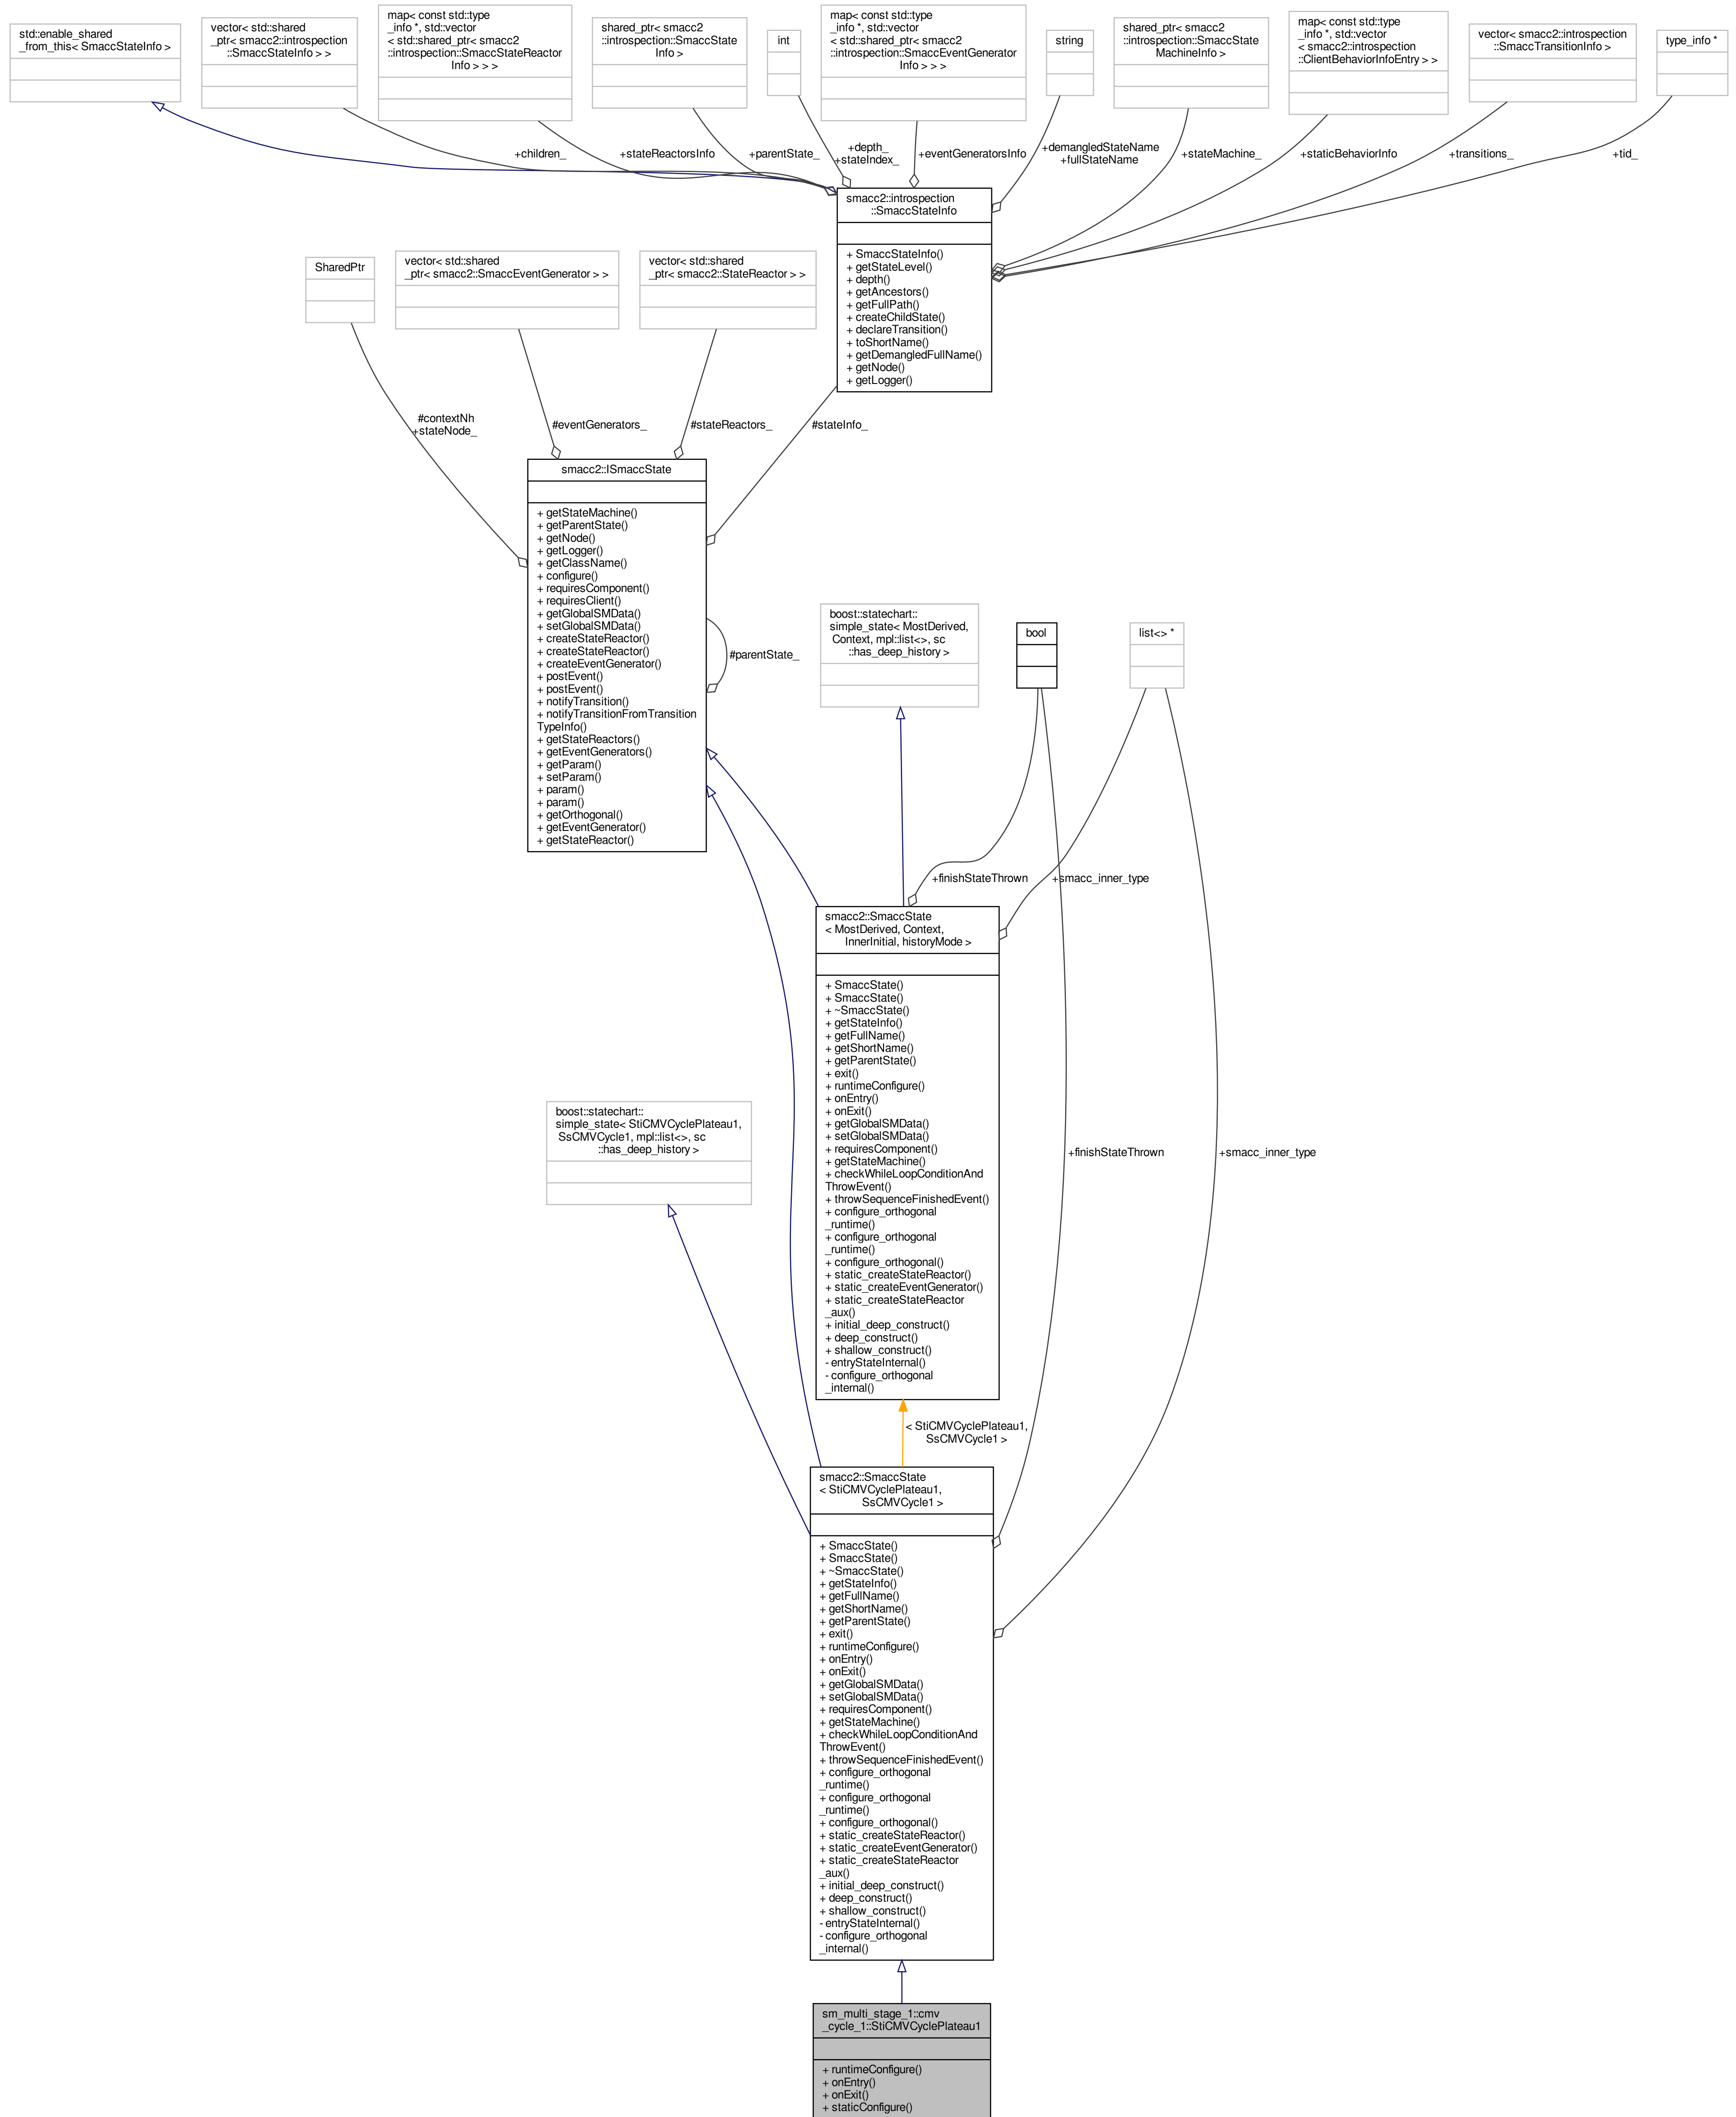 std::enable_shared
_from_this< SmaccStateInfo >
vector< std::shared
_ptr< smacc2::introspection
::SmaccStateInfo > >
map< const std::type
_info *, std::vector
< std::shared_ptr< smacc2
::introspection::SmaccStateReactor
Info > > >
shared_ptr< smacc2
::introspection::SmaccState
Info >
int
map< const std::type
_info *, std::vector
< std::shared_ptr< smacc2
::introspection::SmaccEventGenerator
Info > > >
string
shared_ptr< smacc2
::introspection::SmaccState
MachineInfo >
map< const std::type
_info *, std::vector
< smacc2::introspection
::ClientBehaviorInfoEntry > >
vector< smacc2::introspection
::SmaccTransitionInfo >
type_info *
+children_
+stateReactorsInfo
+parentState_
+depth_
+stateIndex_
+eventGeneratorsInfo
+demangledStateName
+fullStateName
+stateMachine_
+staticBehaviorInfo
+transitions_
+tid_
smacc2::introspection
::SmaccStateInfo
+ SmaccStateInfo()
+ getStateLevel()
+ depth()
+ getAncestors()
+ getFullPath()
+ createChildState()
+ declareTransition()
+ toShortName()
+ getDemangledFullName()
+ getNode()
+ getLogger()
SharedPtr
vector< std::shared
_ptr< smacc2::SmaccEventGenerator > >
vector< std::shared
_ptr< smacc2::StateReactor > >
#contextNh
+stateNode_
#eventGenerators_
#stateReactors_
#stateInfo_
smacc2::ISmaccState
+ getStateMachine()
+ getParentState()
+ getNode()
+ getLogger()
+ getClassName()
+ configure()
+ requiresComponent()
+ requiresClient()
+ getGlobalSMData()
+ setGlobalSMData()
+ createStateReactor()
+ createStateReactor()
+ createEventGenerator()
+ postEvent()
+ postEvent()
+ notifyTransition()
+ notifyTransitionFromTransition
TypeInfo()
+ getStateReactors()
+ getEventGenerators()
+ getParam()
+ setParam()
+ param()
+ param()
+ getOrthogonal()
+ getEventGenerator()
+ getStateReactor()
#parentState_
boost::statechart::
simple_state< MostDerived,
Context, mpl::list<>, sc
::has_deep_history >
bool
list<> *
+finishStateThrown
+smacc_inner_type
smacc2::SmaccState
< MostDerived, Context,
InnerInitial, historyMode >
+ SmaccState()
+ SmaccState()
+ ~SmaccState()
+ getStateInfo()
+ getFullName()
+ getShortName()
+ getParentState()
+ exit()
+ runtimeConfigure()
+ onEntry()
+ onExit()
+ getGlobalSMData()
+ setGlobalSMData()
+ requiresComponent()
+ getStateMachine()
+ checkWhileLoopConditionAnd
ThrowEvent()
+ throwSequenceFinishedEvent()
+ configure_orthogonal
_runtime()
+ configure_orthogonal
_runtime()
+ configure_orthogonal()
+ static_createStateReactor()
+ static_createEventGenerator()
+ static_createStateReactor
_aux()
+ initial_deep_construct()
+ deep_construct()
+ shallow_construct()
- entryStateInternal()
- configure_orthogonal
_internal()
boost::statechart::
simple_state< StiCMVCyclePlateau1,
SsCMVCycle1, mpl::list<>, sc
::has_deep_history >
+finishStateThrown
+smacc_inner_type
< StiCMVCyclePlateau1,
SsCMVCycle1 >
smacc2::SmaccState
< StiCMVCyclePlateau1,
SsCMVCycle1 >
+ SmaccState()
+ SmaccState()
+ ~SmaccState()
+ getStateInfo()
+ getFullName()
+ getShortName()
+ getParentState()
+ exit()
+ runtimeConfigure()
+ onEntry()
+ onExit()
+ getGlobalSMData()
+ setGlobalSMData()
+ requiresComponent()
+ getStateMachine()
+ checkWhileLoopConditionAnd
ThrowEvent()
+ throwSequenceFinishedEvent()
+ configure_orthogonal
_runtime()
+ configure_orthogonal
_runtime()
+ configure_orthogonal()
+ static_createStateReactor()
+ static_createEventGenerator()
+ static_createStateReactor
_aux()
+ initial_deep_construct()
+ deep_construct()
+ shallow_construct()
- entryStateInternal()
- configure_orthogonal
_internal()
sm_multi_stage_1::cmv
_cycle_1::StiCMVCyclePlateau1
+ runtimeConfigure()
+ onEntry()
+ onExit()
+ staticConfigure()